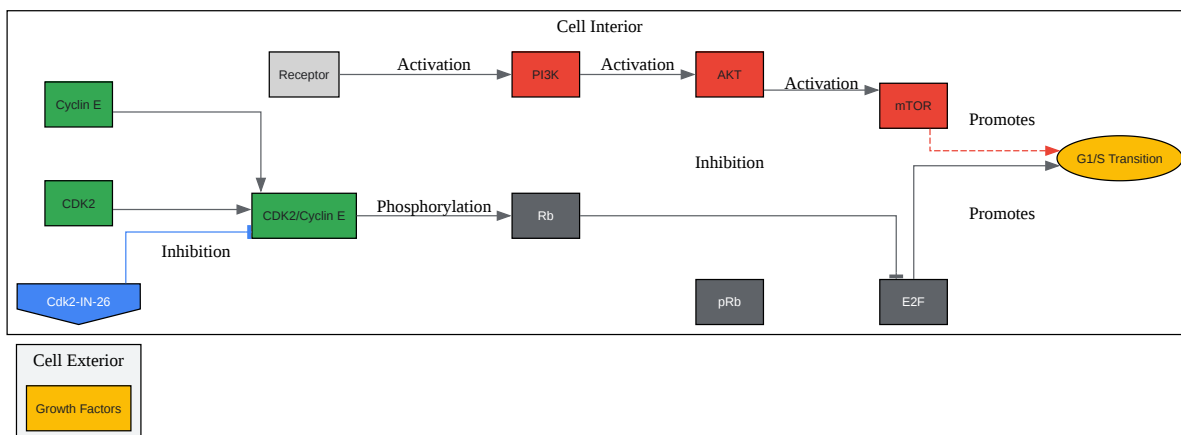 Cell Interior
Receptor
Activation
PI3K
Activation
AKT
Activation
mTOR
Promotes
Cyclin E
Inhibition
G1/S Transition
CDK2
CDK2/Cyclin E
Phosphorylation
Rb
Promotes
Inhibition
Cdk2-IN-26
pRb
E2F
Cell Exterior
Growth Factors